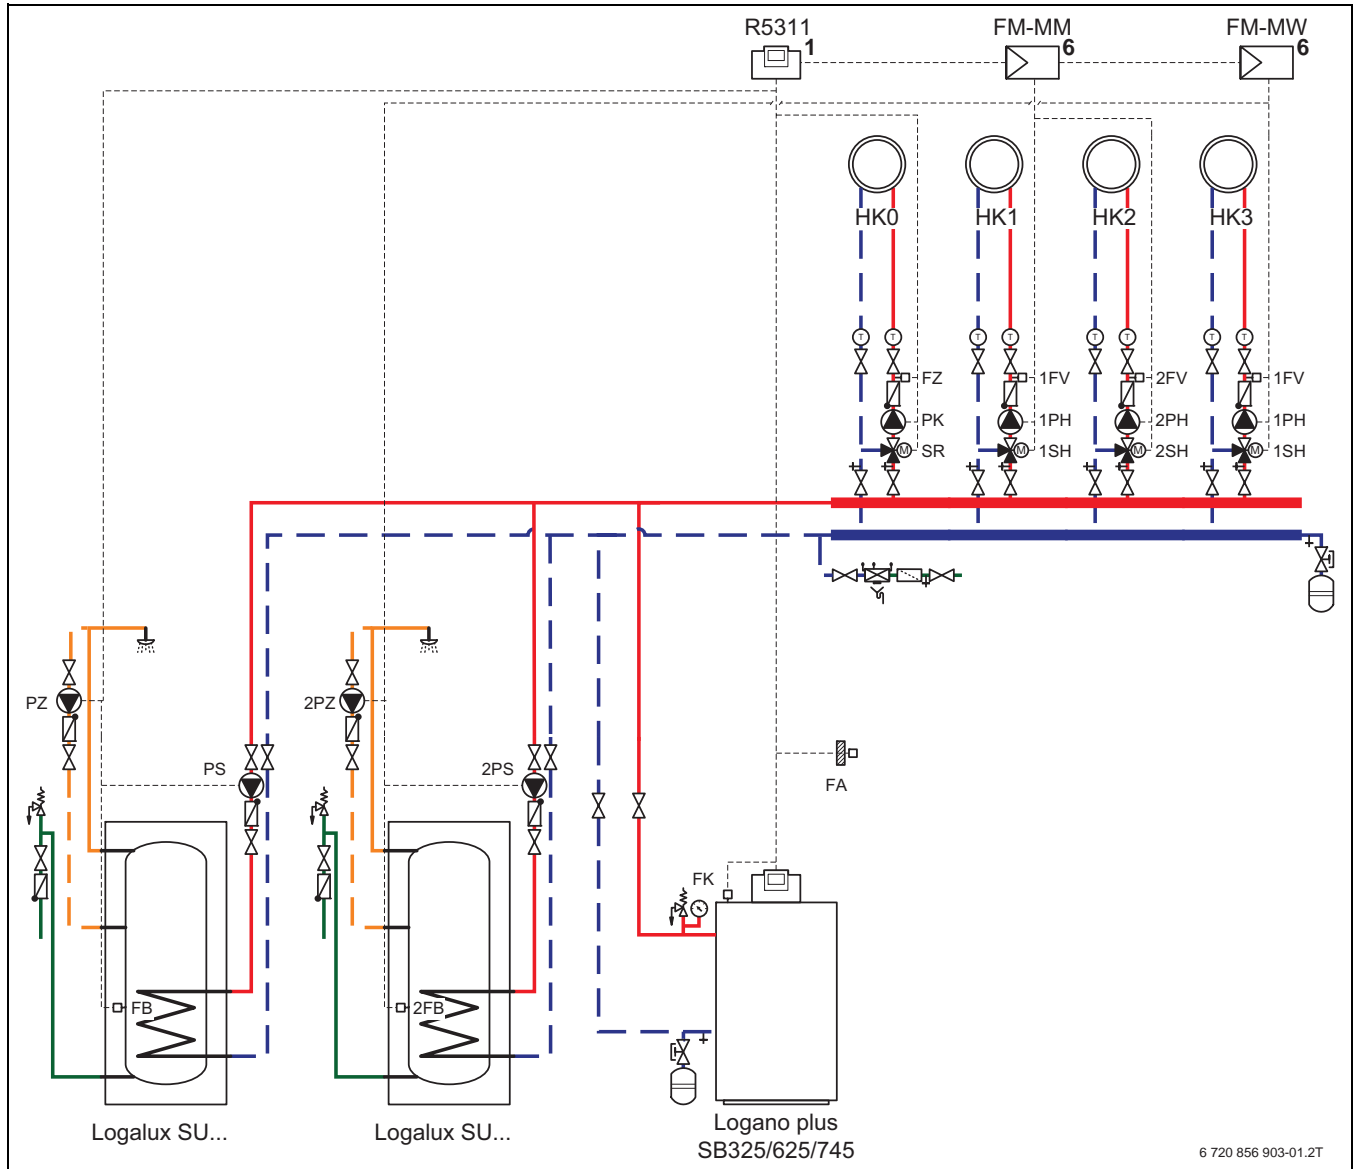 R5311 FM-MM FM-MW
1 6 6
HK0 HK1 HK2 HK3
T T T T T T T T
FZ 1FV 2FV 1FV
PK 1PH 2PH 1PH
M SR M 1SH M 2SH M 1SH
PZ 2PZ
PS 2PS
FA
FK
FB 2FB
Logalux SU... Logalux SU... Logano plus
SB325/625/745
6 720 856 903-01.2T